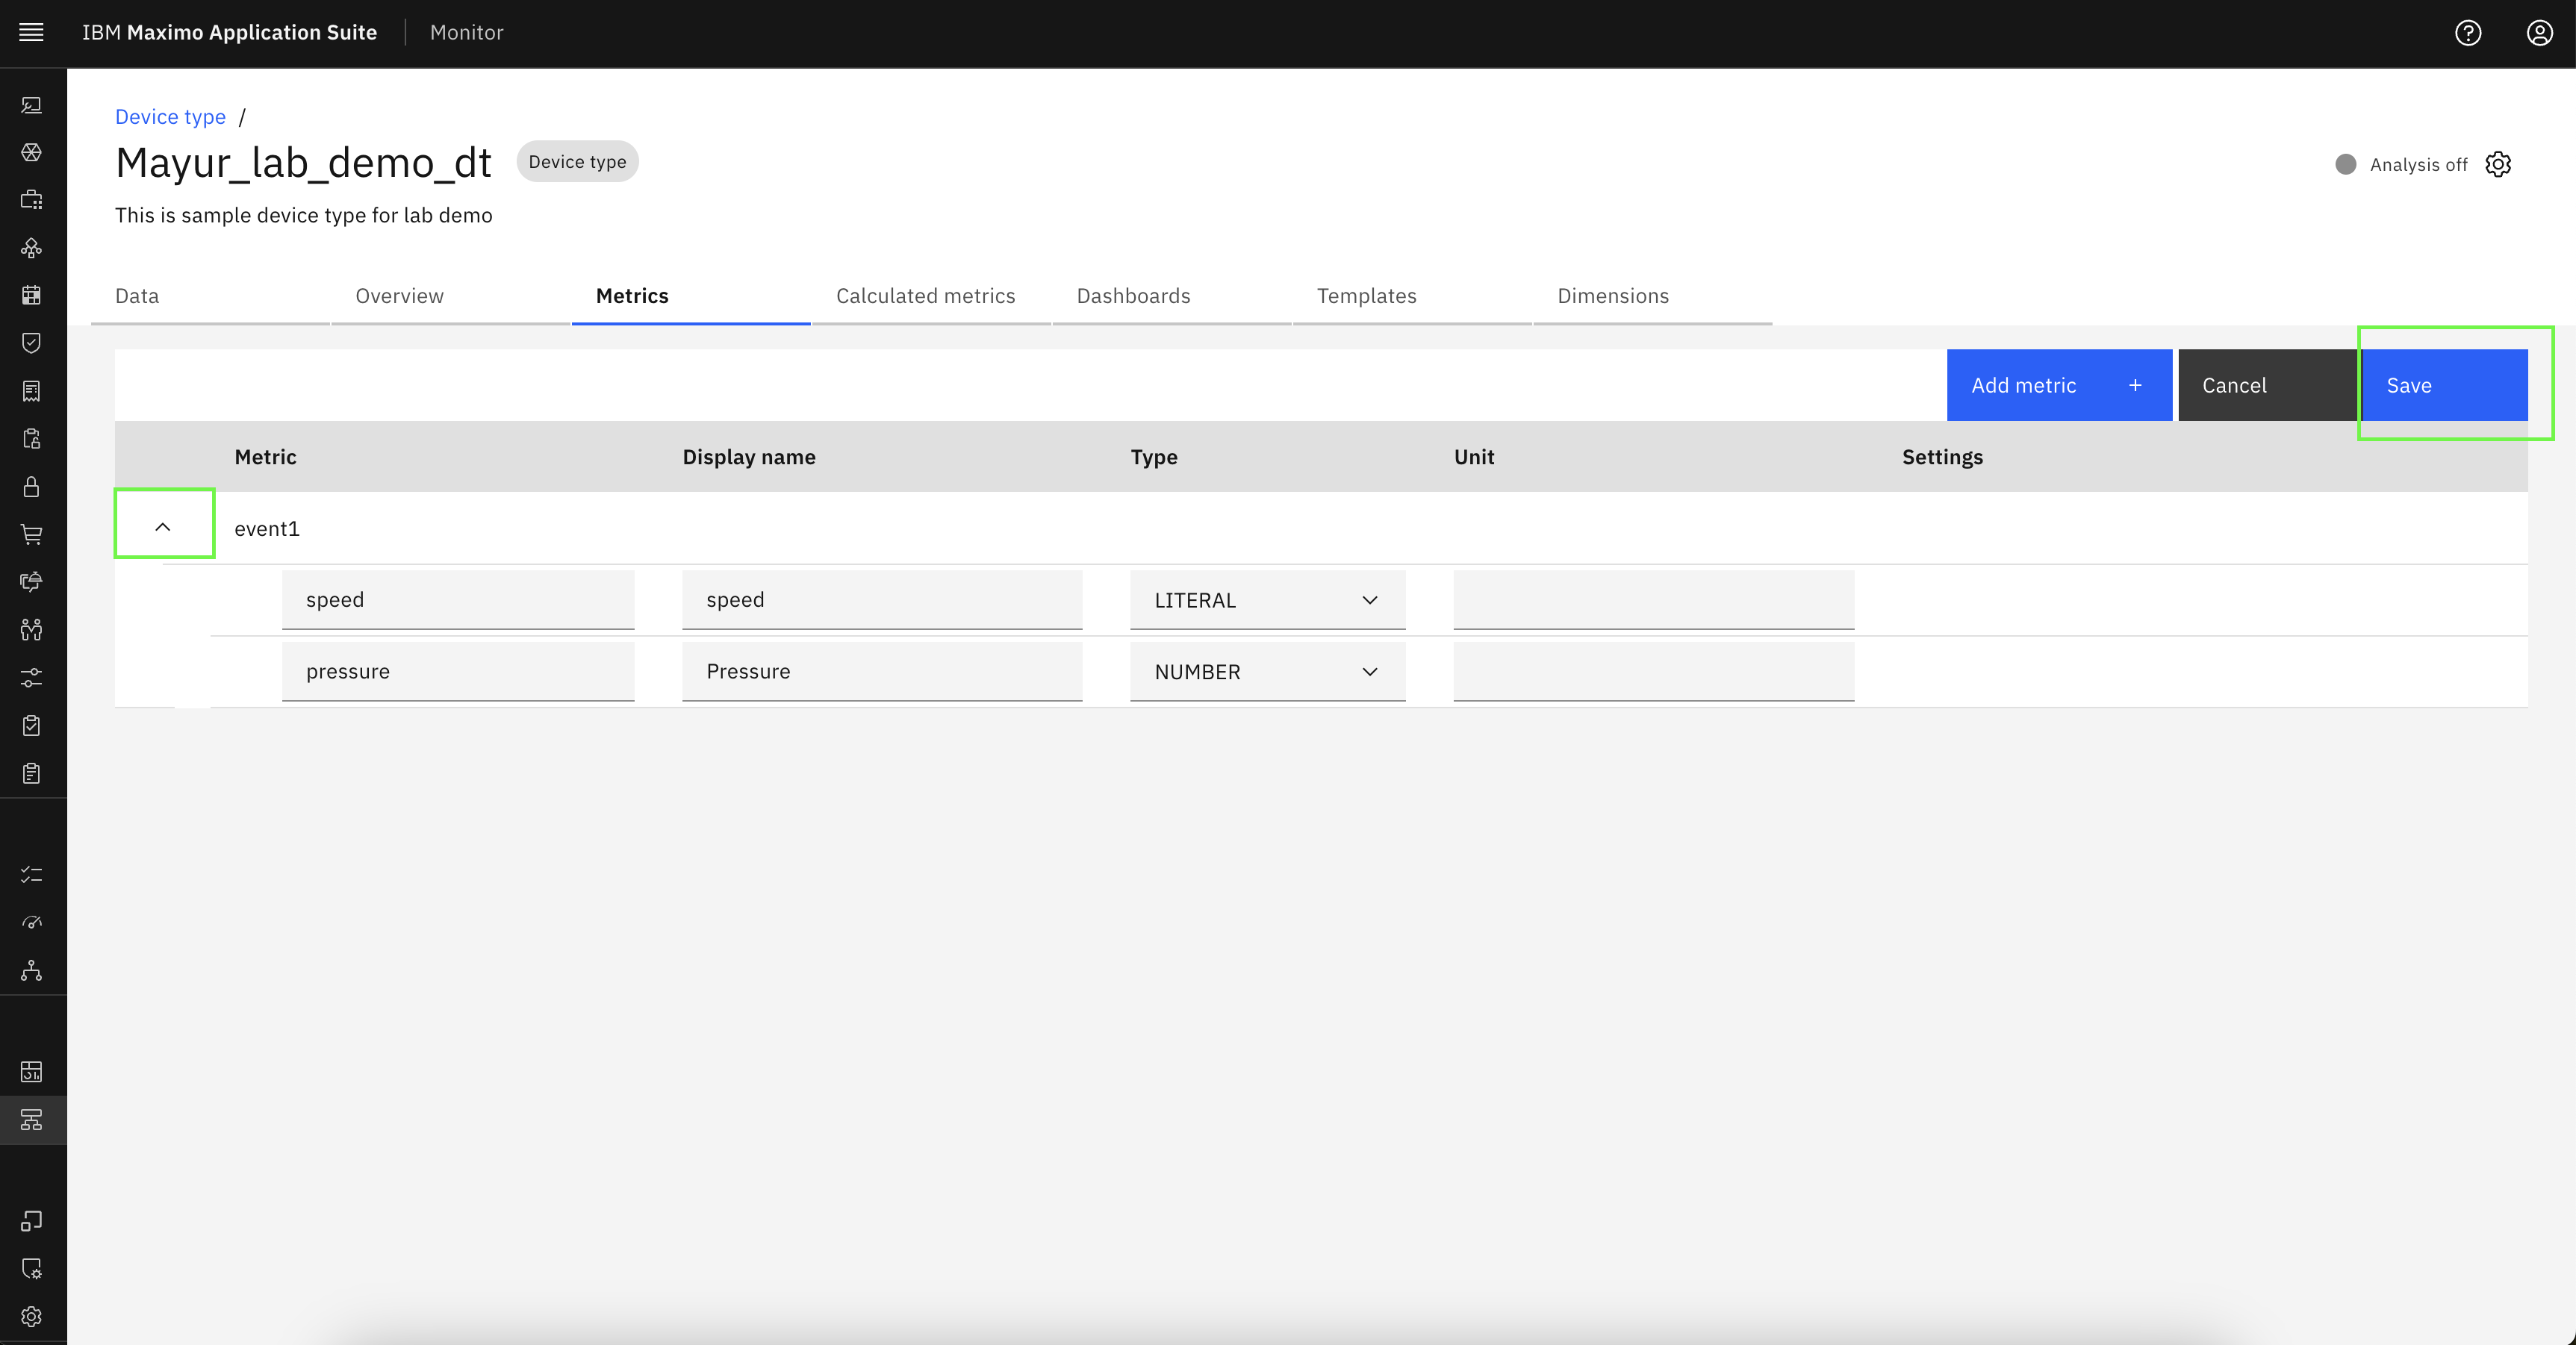 IBM Maximo Application Suite Monitor
Device type /
Mayur_lab_demo_dt Device type
Analysis off
This is sample device type for lab demo
Data Overview Metrics Calculated metrics Dashboards Templates Dimensions
Add metric + Cancel Save
Metric Display name Type Unit Settings
event1
speed speed LITERAL
pressure Pressure NUMBER